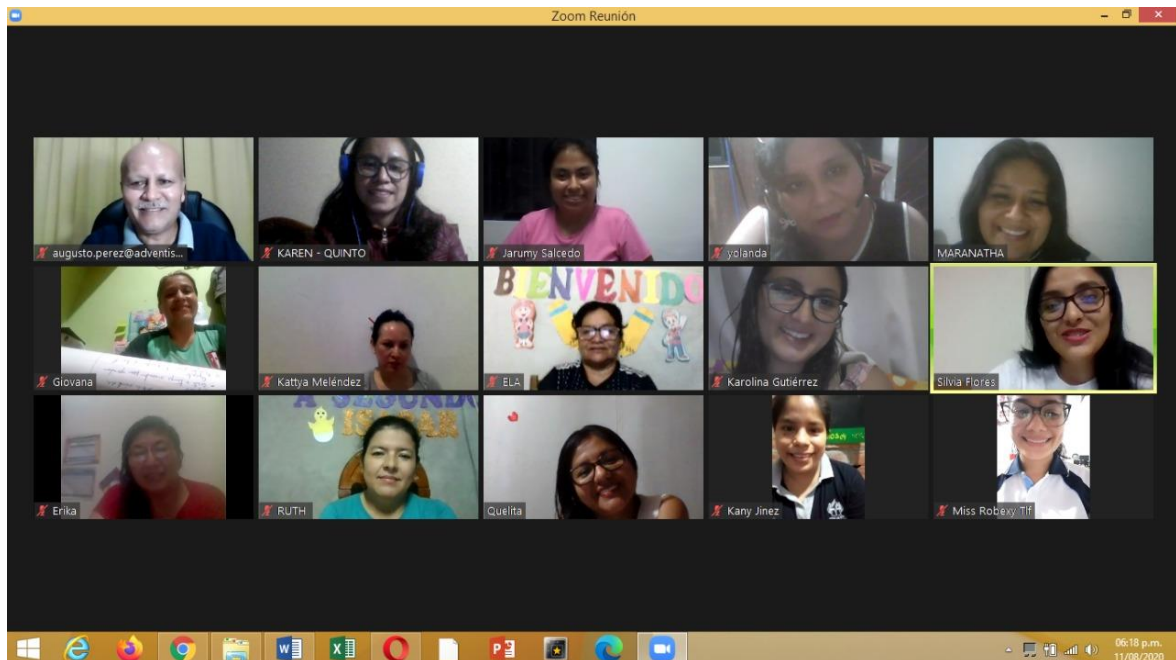 Zoom Reunión
augusto.perez@adventis...
KAREN - QUINTO
Jarumy Salcedo
yolanda
MARANATHA
Giovana
Kattya Meléndez
BIENVENIDO
ELA
Karolina Gutiérrez
Silvia Flores
Erika
A SEGUNDO
RUTH
Quelita
Kany Jinez
Miss Robexy Tlf
06:18 p.m.
11/08/2020